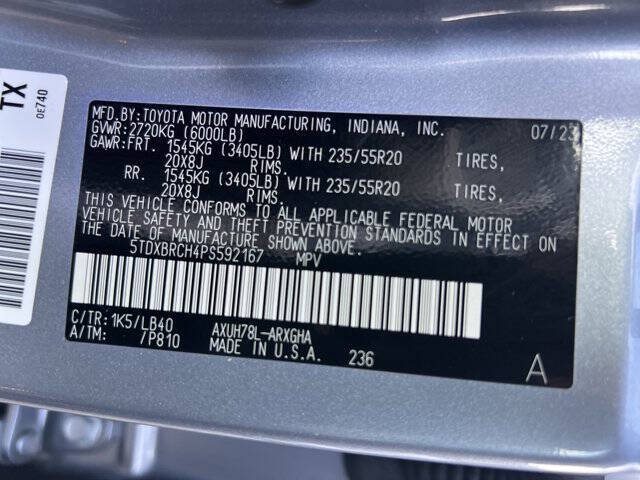 TX
0E740
MFD.BY:TOYOTA MOTOR MANUFACTURING, INDIANA, INC. 07/23
GVWR:2720KG (6000LB)
GAWR:FRT. 1545KG (3405LB) WITH 235/55R20 TIRES,
20X8J RIMS.
RR. 1545KG (3405LB) WITH 235/55R20 TIRES,
20X8J RIMS.
THIS VEHICLE CONFORMS TO ALL APPLICABLE FEDERAL MOTOR
VEHICLE SAFETY AND THEFT PREVENTION STANDARDS IN EFFECT ON
THE DATE OF MANUFACTURE SHOWN ABOVE.
5TDXBRCH4PS592167 MPV
C/TR:1K5/LB40 AXUH78L-ARXGHA
A/TM: /P810 MADE IN U.S.A. 236 A